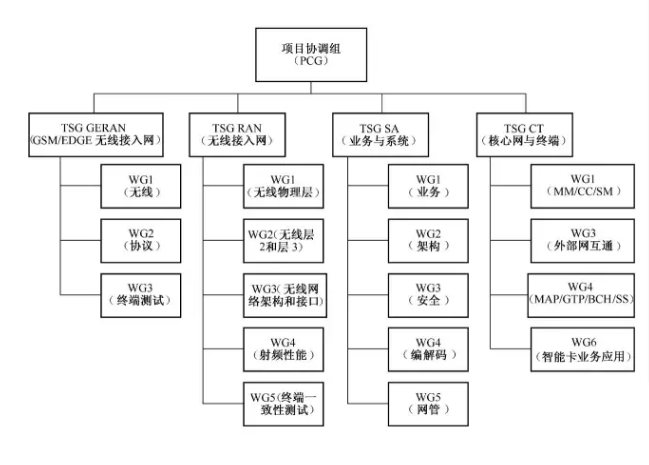 项目协调组
(PCG)
TSG GERAN
(GSM/EDGE 无线接入网)
TSG RAN
(无线接入网)
TSG SA
(业务与系统)
TSG CT
(核心网与终端)
WG1
(无线)
WG2
(协议)
WG3
(终端测试)
WG1
(无线物理层)
WG2(无线层
2和层3)
WG3(无线网
络架构和接口)
WG4
(射频性能)
WG5(终端一
致性测试)
WG1
(业务)
WG2
(架构)
WG3
(安全)
WG4
(编解码)
WG5
(网管)
WG1
(MM/CC/SM)
WG3
(外部网互通)
WG4
(MAP/GTP/BCH/SS)
WG6
(智能卡业务应用)